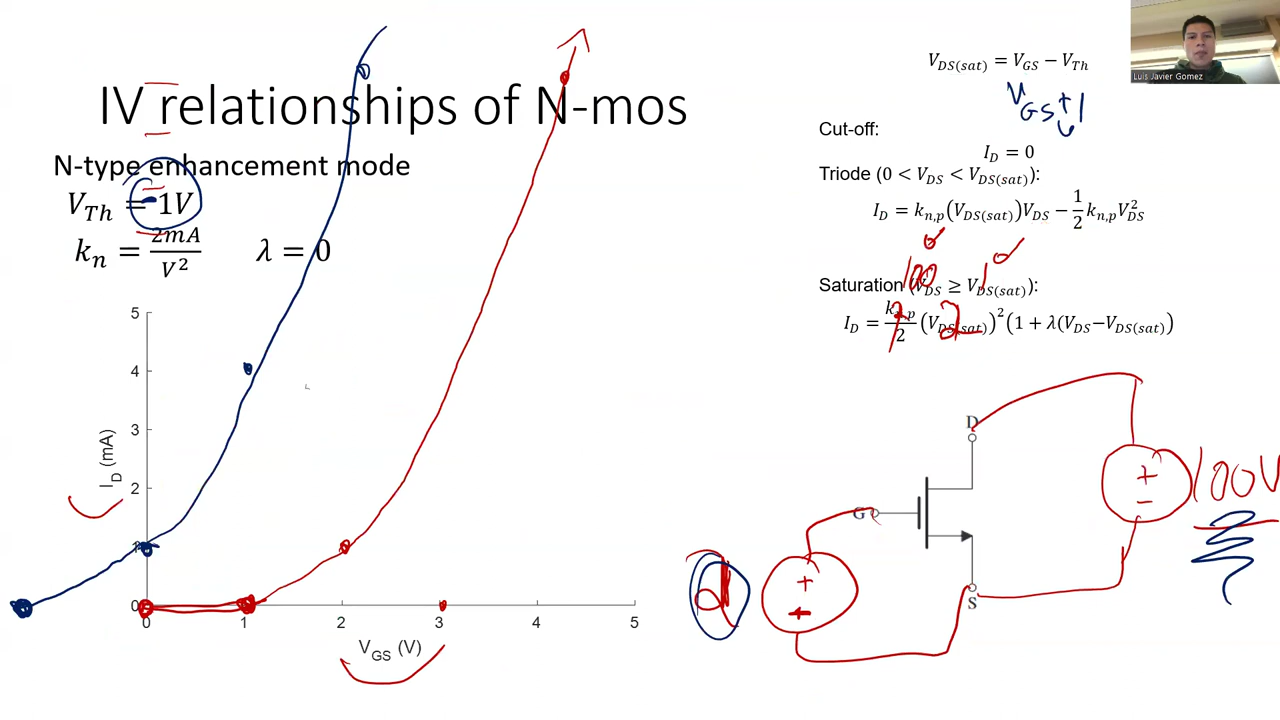 IV relationships of N-mos
N-type enhancement mode
V_Th = -1V
k_n = 2mA/V^2 λ = 0
5
4
3
2
1
0
I_D (mA)
0 1 2 3 4 5
V_GS (V)
V_DS(sat) = V_GS − V_Th
V_GS + 1
Cut-off:
I_D = 0
Triode (0 < V_DS < V_DS(sat)):
I_D = k_n,p(V_DS(sat))V_DS − 1/2 k_n,p V_DS^2
100 1
Saturation (V_DS ≥ V_DS(sat)):
I_D = k_n,p/2 (V_DS(sat))^2 (1 + λ(V_DS−V_DS(sat))
2 2
D
G
S
+
-
100V
+
Luis Javier Gomez